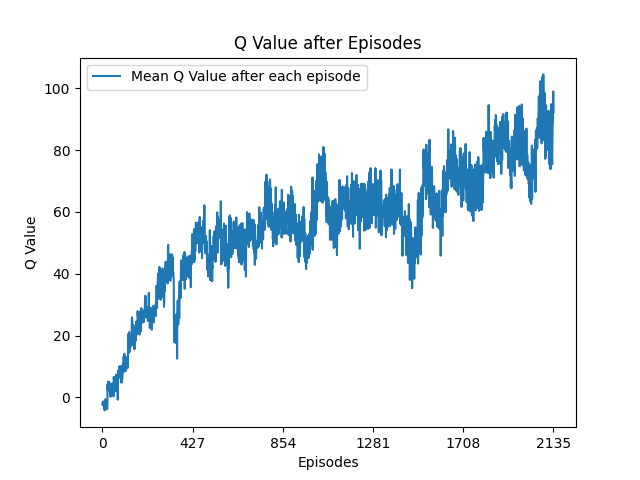 Q Value after Episodes
Mean Q Value after each episode
100
80
60
40
20
0
Q Value
0 427 854 1281 1708 2135
Episodes